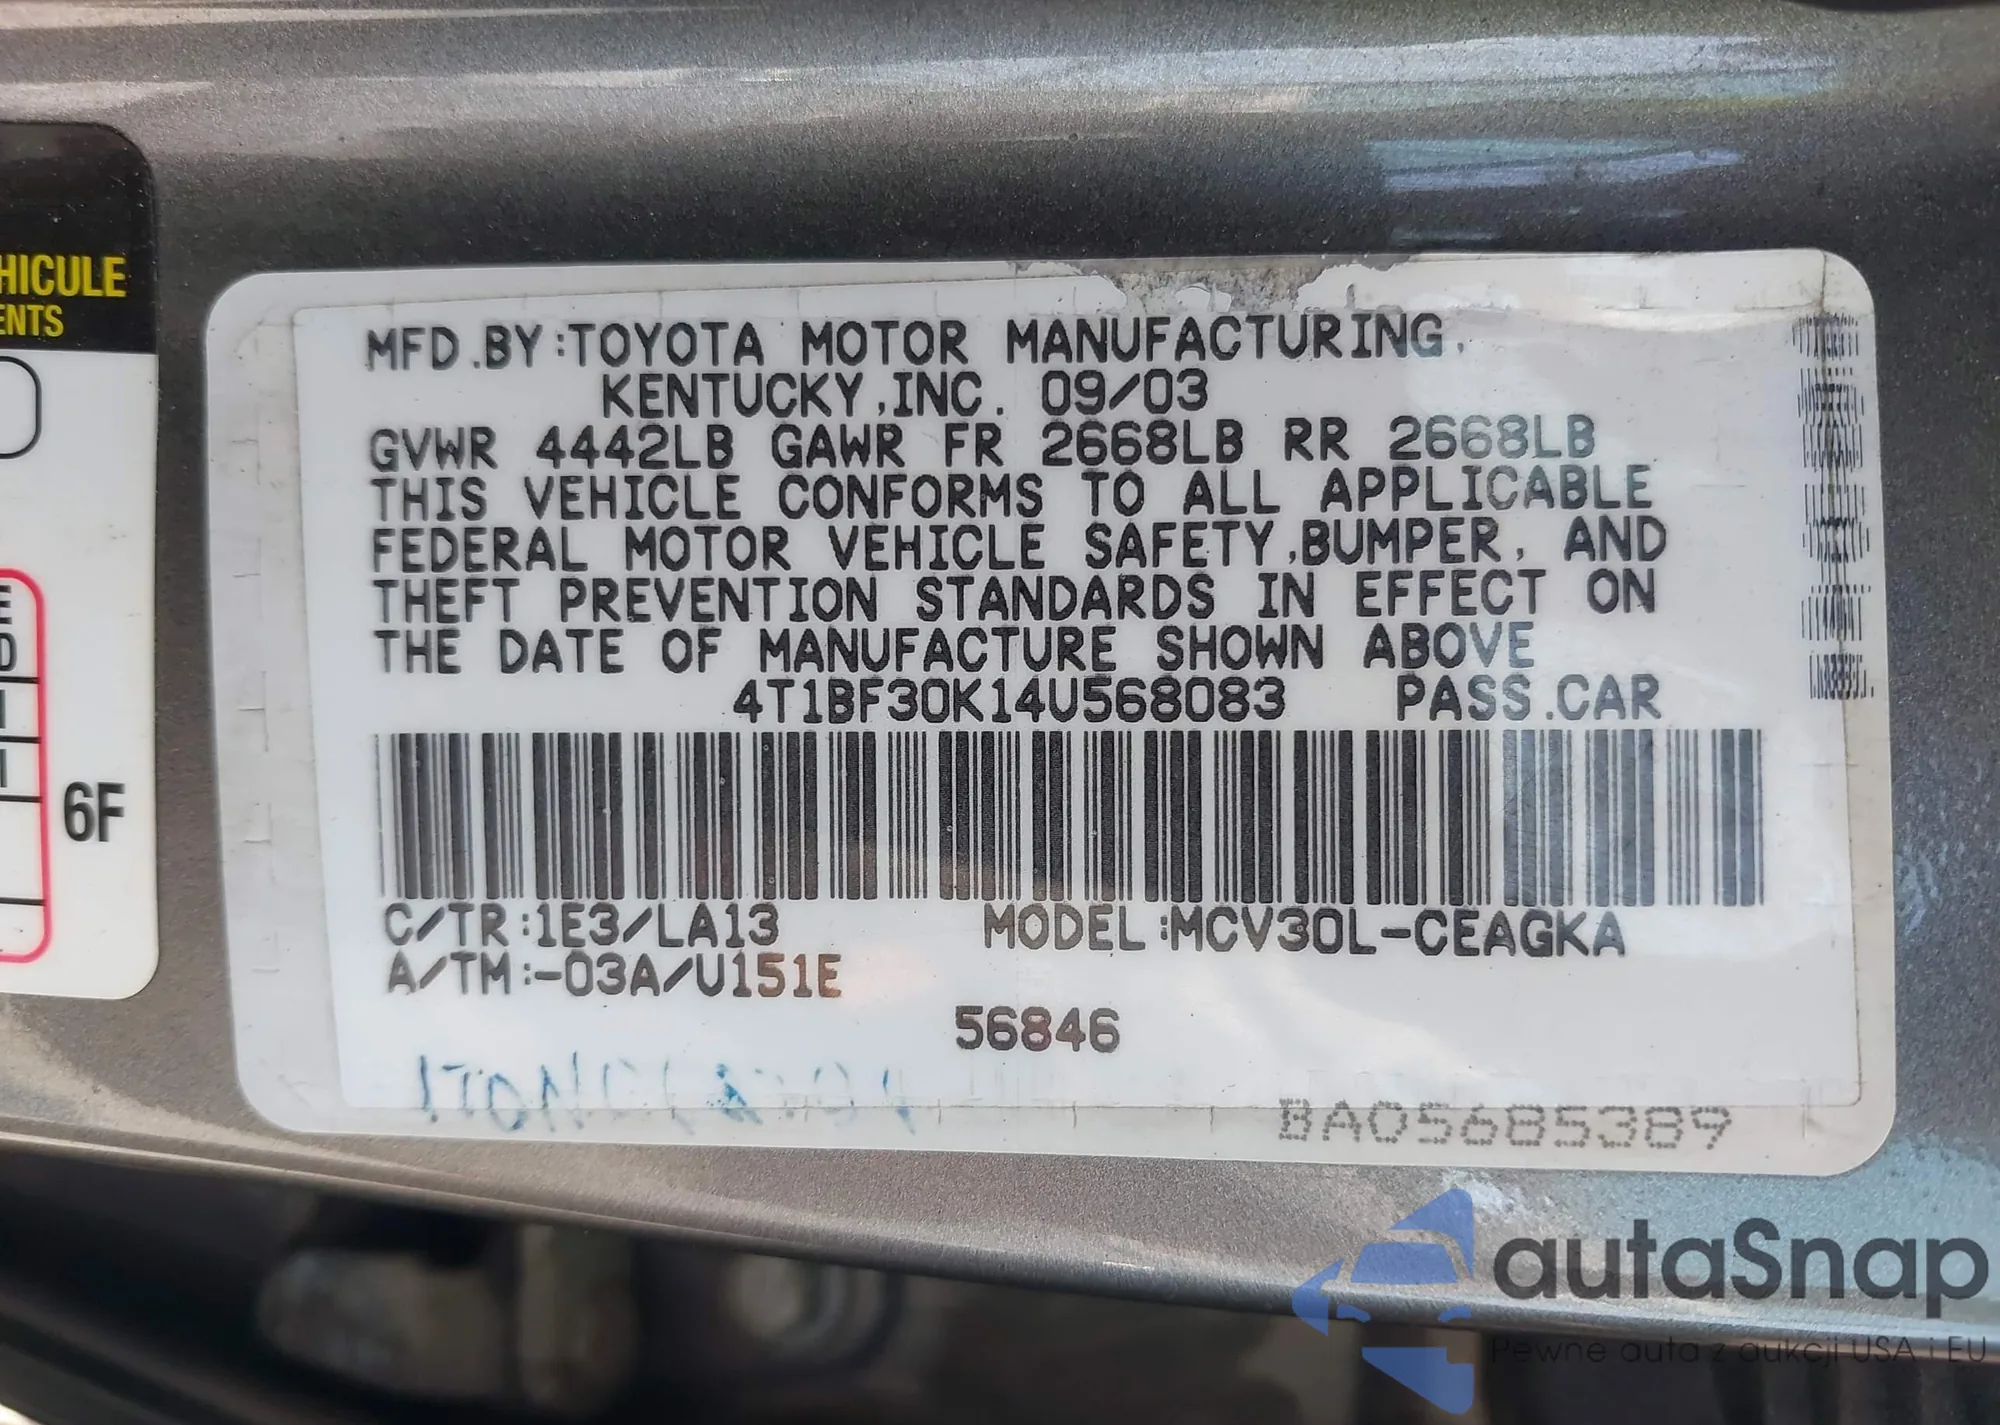 HICULE
ENTS
E
D
6F
MFD.BY:TOYOTA MOTOR MANUFACTURING,
KENTUCKY,INC. 09/03
GVWR 4442LB GAWR FR 2668LB RR 2668LB
THIS VEHICLE CONFORMS TO ALL APPLICABLE
FEDERAL MOTOR VEHICLE SAFETY,BUMPER, AND
THEFT PREVENTION STANDARDS IN EFFECT ON
THE DATE OF MANUFACTURE SHOWN ABOVE
4T1BF30K14U568083 PASS.CAR
C/TR:1E3/LA13 MODEL:MCV30L-CEAGKA
A/TM:-03A/U151E
56846
BA05685389
autaSnap
Pewne auta z aukcji USA i EU